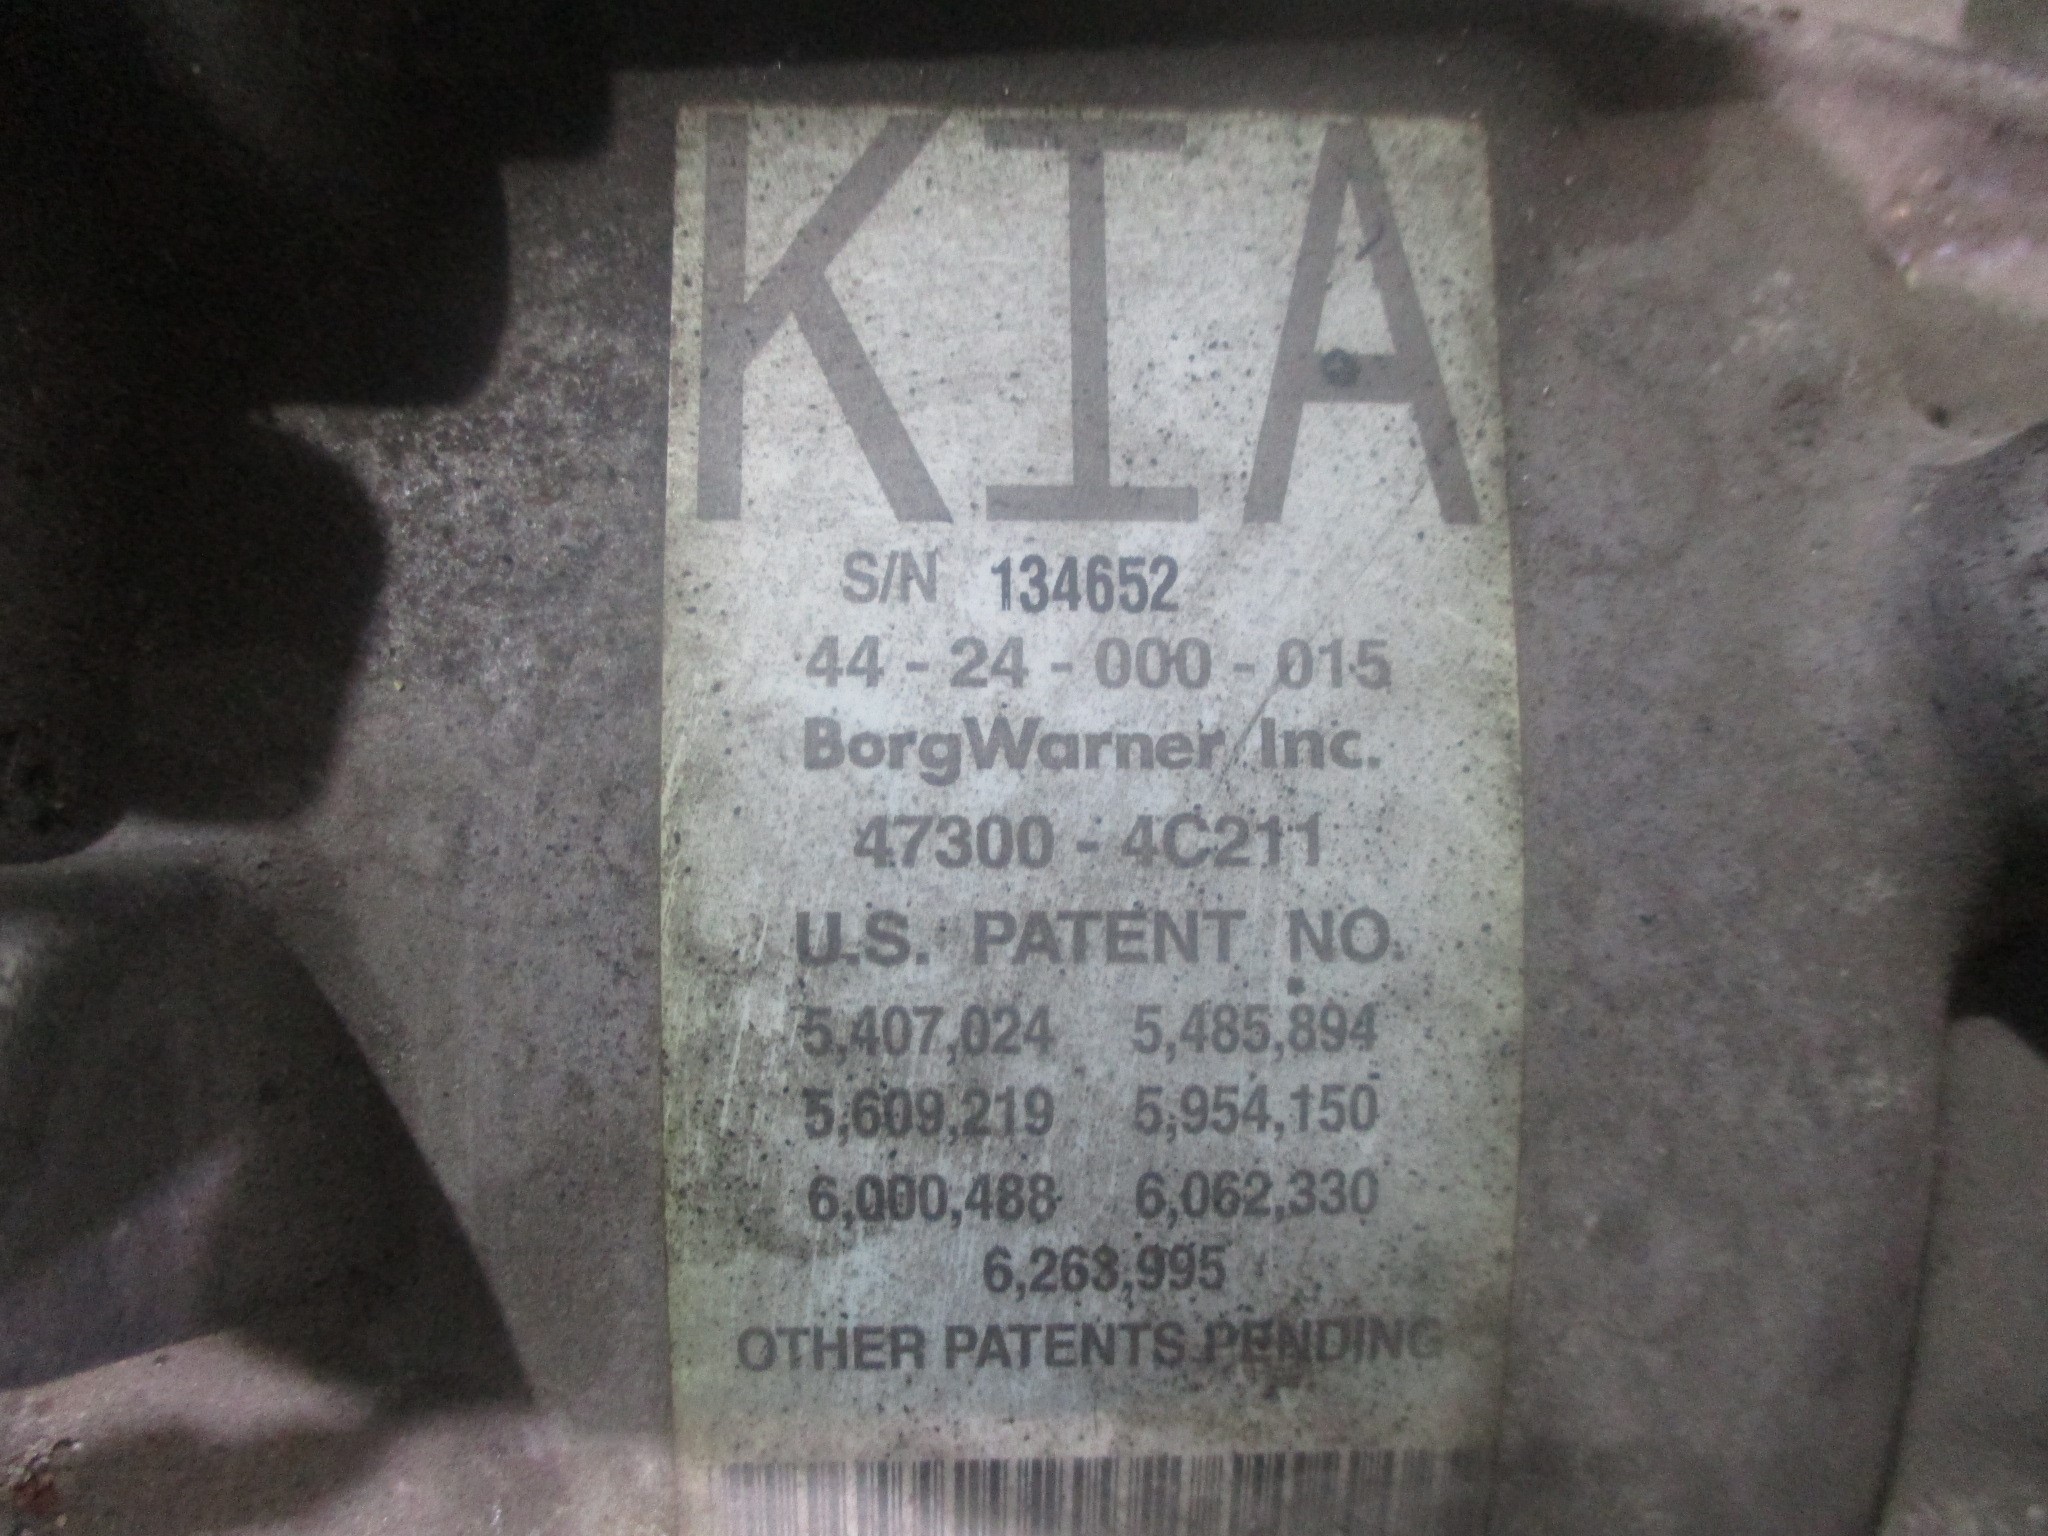 KIA
S/N 134652
44 - 24 - 000 - 015
BorgWarner Inc.
47300 - 4C211
U.S. PATENT NO.
5,407,024 5,485,894
5,609,219 5,954,150
6,000,488 6,062,330
6,268,995
OTHER PATENTS PENDING